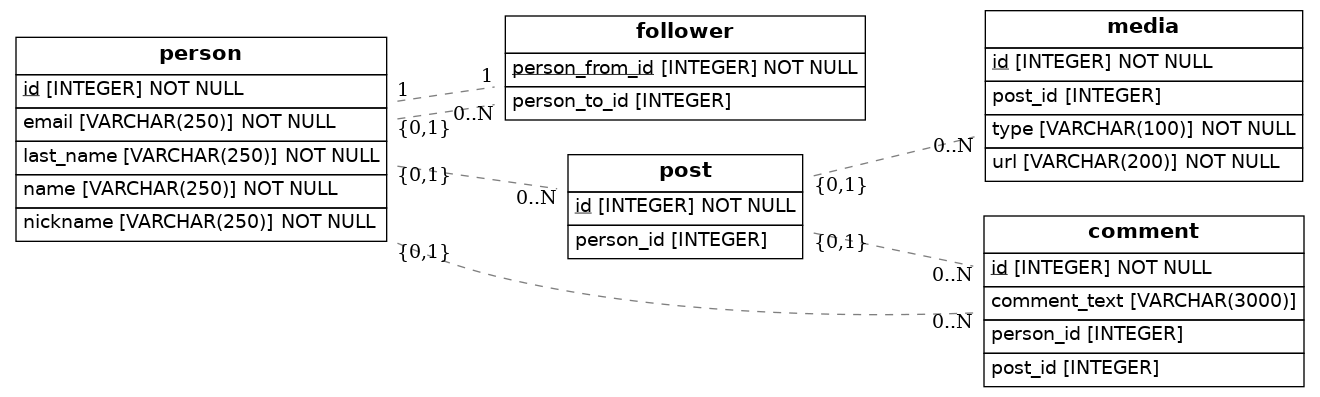 person
id [INTEGER] NOT NULL
email [VARCHAR(250)] NOT NULL
last_name [VARCHAR(250)] NOT NULL
name [VARCHAR(250)] NOT NULL
nickname [VARCHAR(250)] NOT NULL
1
{0,1}
{0,1}
{0,1}
1
0..N
0..N
follower
person_from_id [INTEGER] NOT NULL
person_to_id [INTEGER]
post
id [INTEGER] NOT NULL
person_id [INTEGER]
{0,1}
{0,1}
0..N
0..N
0..N
media
id [INTEGER] NOT NULL
post_id [INTEGER]
type [VARCHAR(100)] NOT NULL
url [VARCHAR(200)] NOT NULL
comment
id [INTEGER] NOT NULL
comment_text [VARCHAR(3000)]
person_id [INTEGER]
post_id [INTEGER]